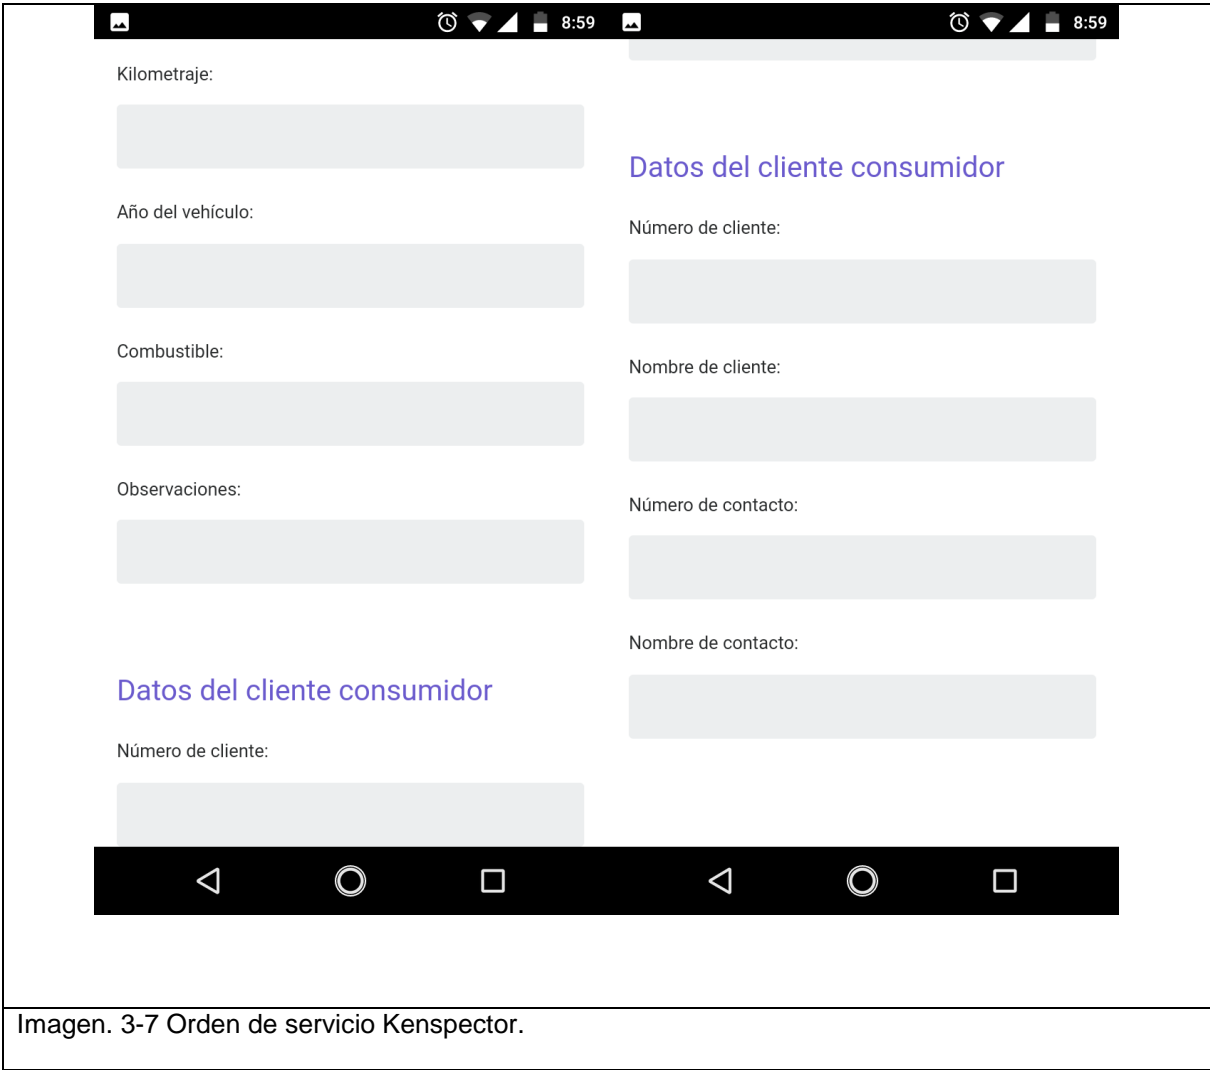 8:59
Kilometraje:
Año del vehículo:
Combustible:
Observaciones:
Datos del cliente consumidor
Número de cliente:
8:59
Datos del cliente consumidor
Número de cliente:
Nombre de cliente:
Número de contacto:
Nombre de contacto:
Imagen. 3-7 Orden de servicio Kenspector.